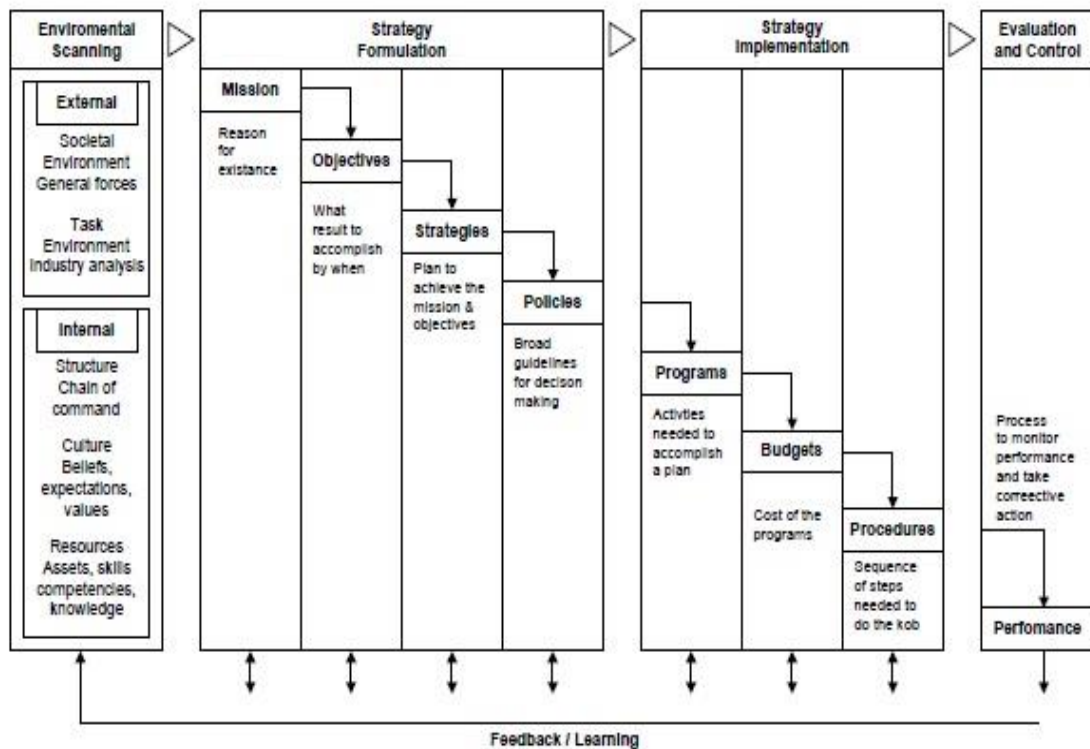 Enviromental
Scanning
Strategy
Formulation
Strategy
Implementation
Evaluation
and Control
External
Societal
Environment
General forces
Task
Environment
Industry analysis
Internal
Structure
Chain of
command
Culture
Beliefs,
expectations,
values
Resources
Assets, skills
competencies,
knowledge
Mission
Reason
for
existance
Objectives
What
result to
accomplish
by when
Strategies
Plan to
achieve the
mission &
objectives
Policies
Broad
guidelines
for decison
making
Programs
Activties
needed to
accomplish
a plan
Budgets
Cost of the
programs
Procedures
Sequence
of steps
needed to
do the kob
Process
to monitor
performance
and take
correective
action
Perfomance
Feedback / Learning